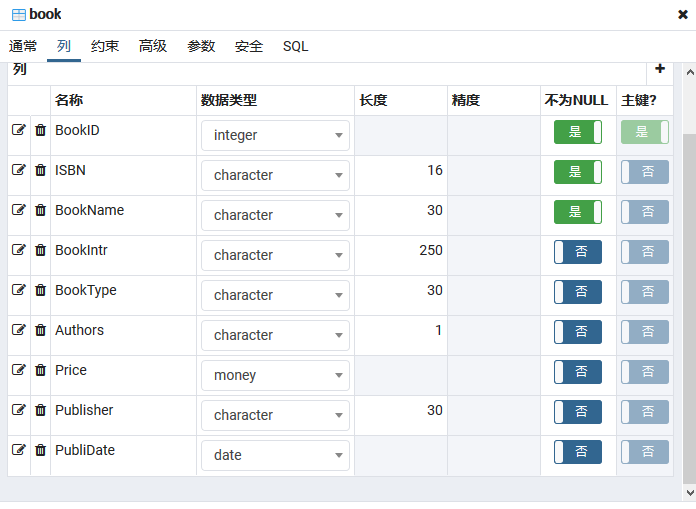 book
通常 列 约束 高级 参数 安全 SQL
列
名称 数据类型 长度 精度 不为NULL 主键?
BookID integer 是 是
ISBN character 16 是 否
BookName character 30 是 否
BookIntr character 250 否 否
BookType character 30 否 否
Authors character 1 否 否
Price money 否 否
Publisher character 30 否 否
PubliDate date 否 否